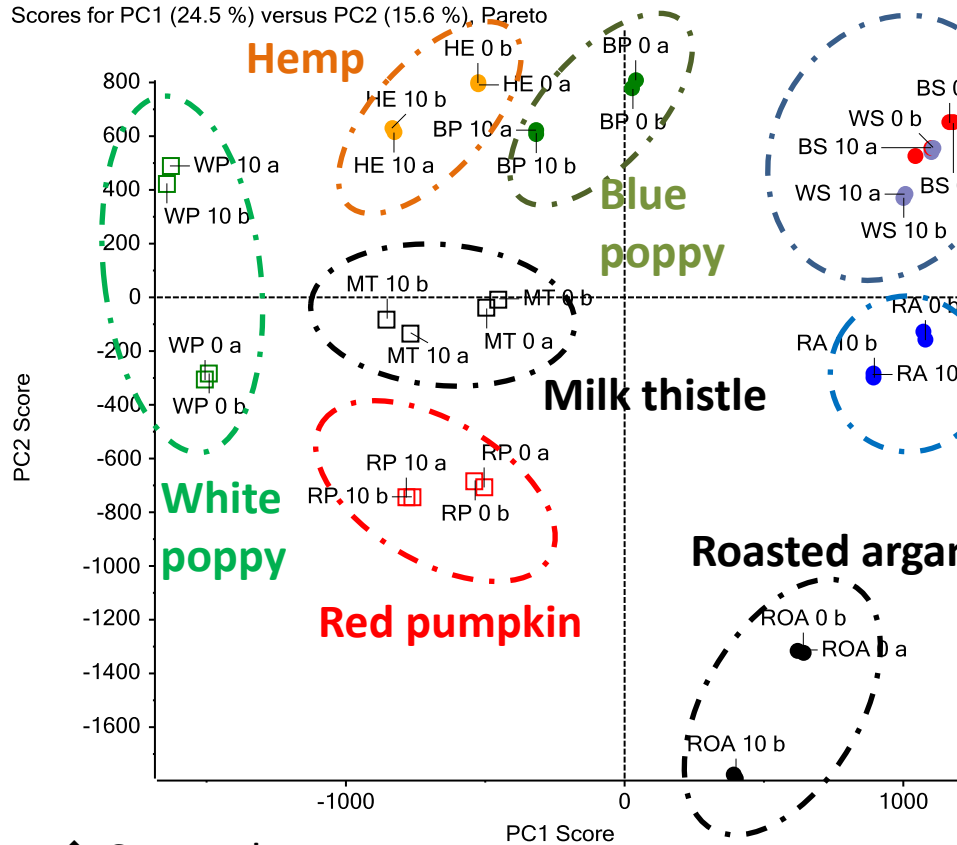 Scores for PC1 (24.5 %) versus PC2 (15.6 %), Pareto
Hemp
HE 0 b
BP 0 a
800
HE 0 a
BS 0
HE 10 b
600
BP 10 a
BP 0 b
WS 0 b
BS 10 a
WP 10 a
HE 10 a
BP 10 b
400
Blue
poppy
WS 10 a
BS
WP 10 b
WS 10 b
200
MT 10 b
0
MT 0 b
RA 0 b
-200
WP 0 a
MT 10 a
MT 0 a
RA 10 b
RA 10
WP 0 b
-400
Milk thistle
PC2 Score
-600
RP 10 a
RP 0 a
RP 10 b
RP 0 b
White
poppy
-800
-1000
Roasted argan
Red pumpkin
-1200
ROA 0 b
ROA 0 a
-1400
-1600
ROA 10 b
-1000
0
1000
PC1 Score